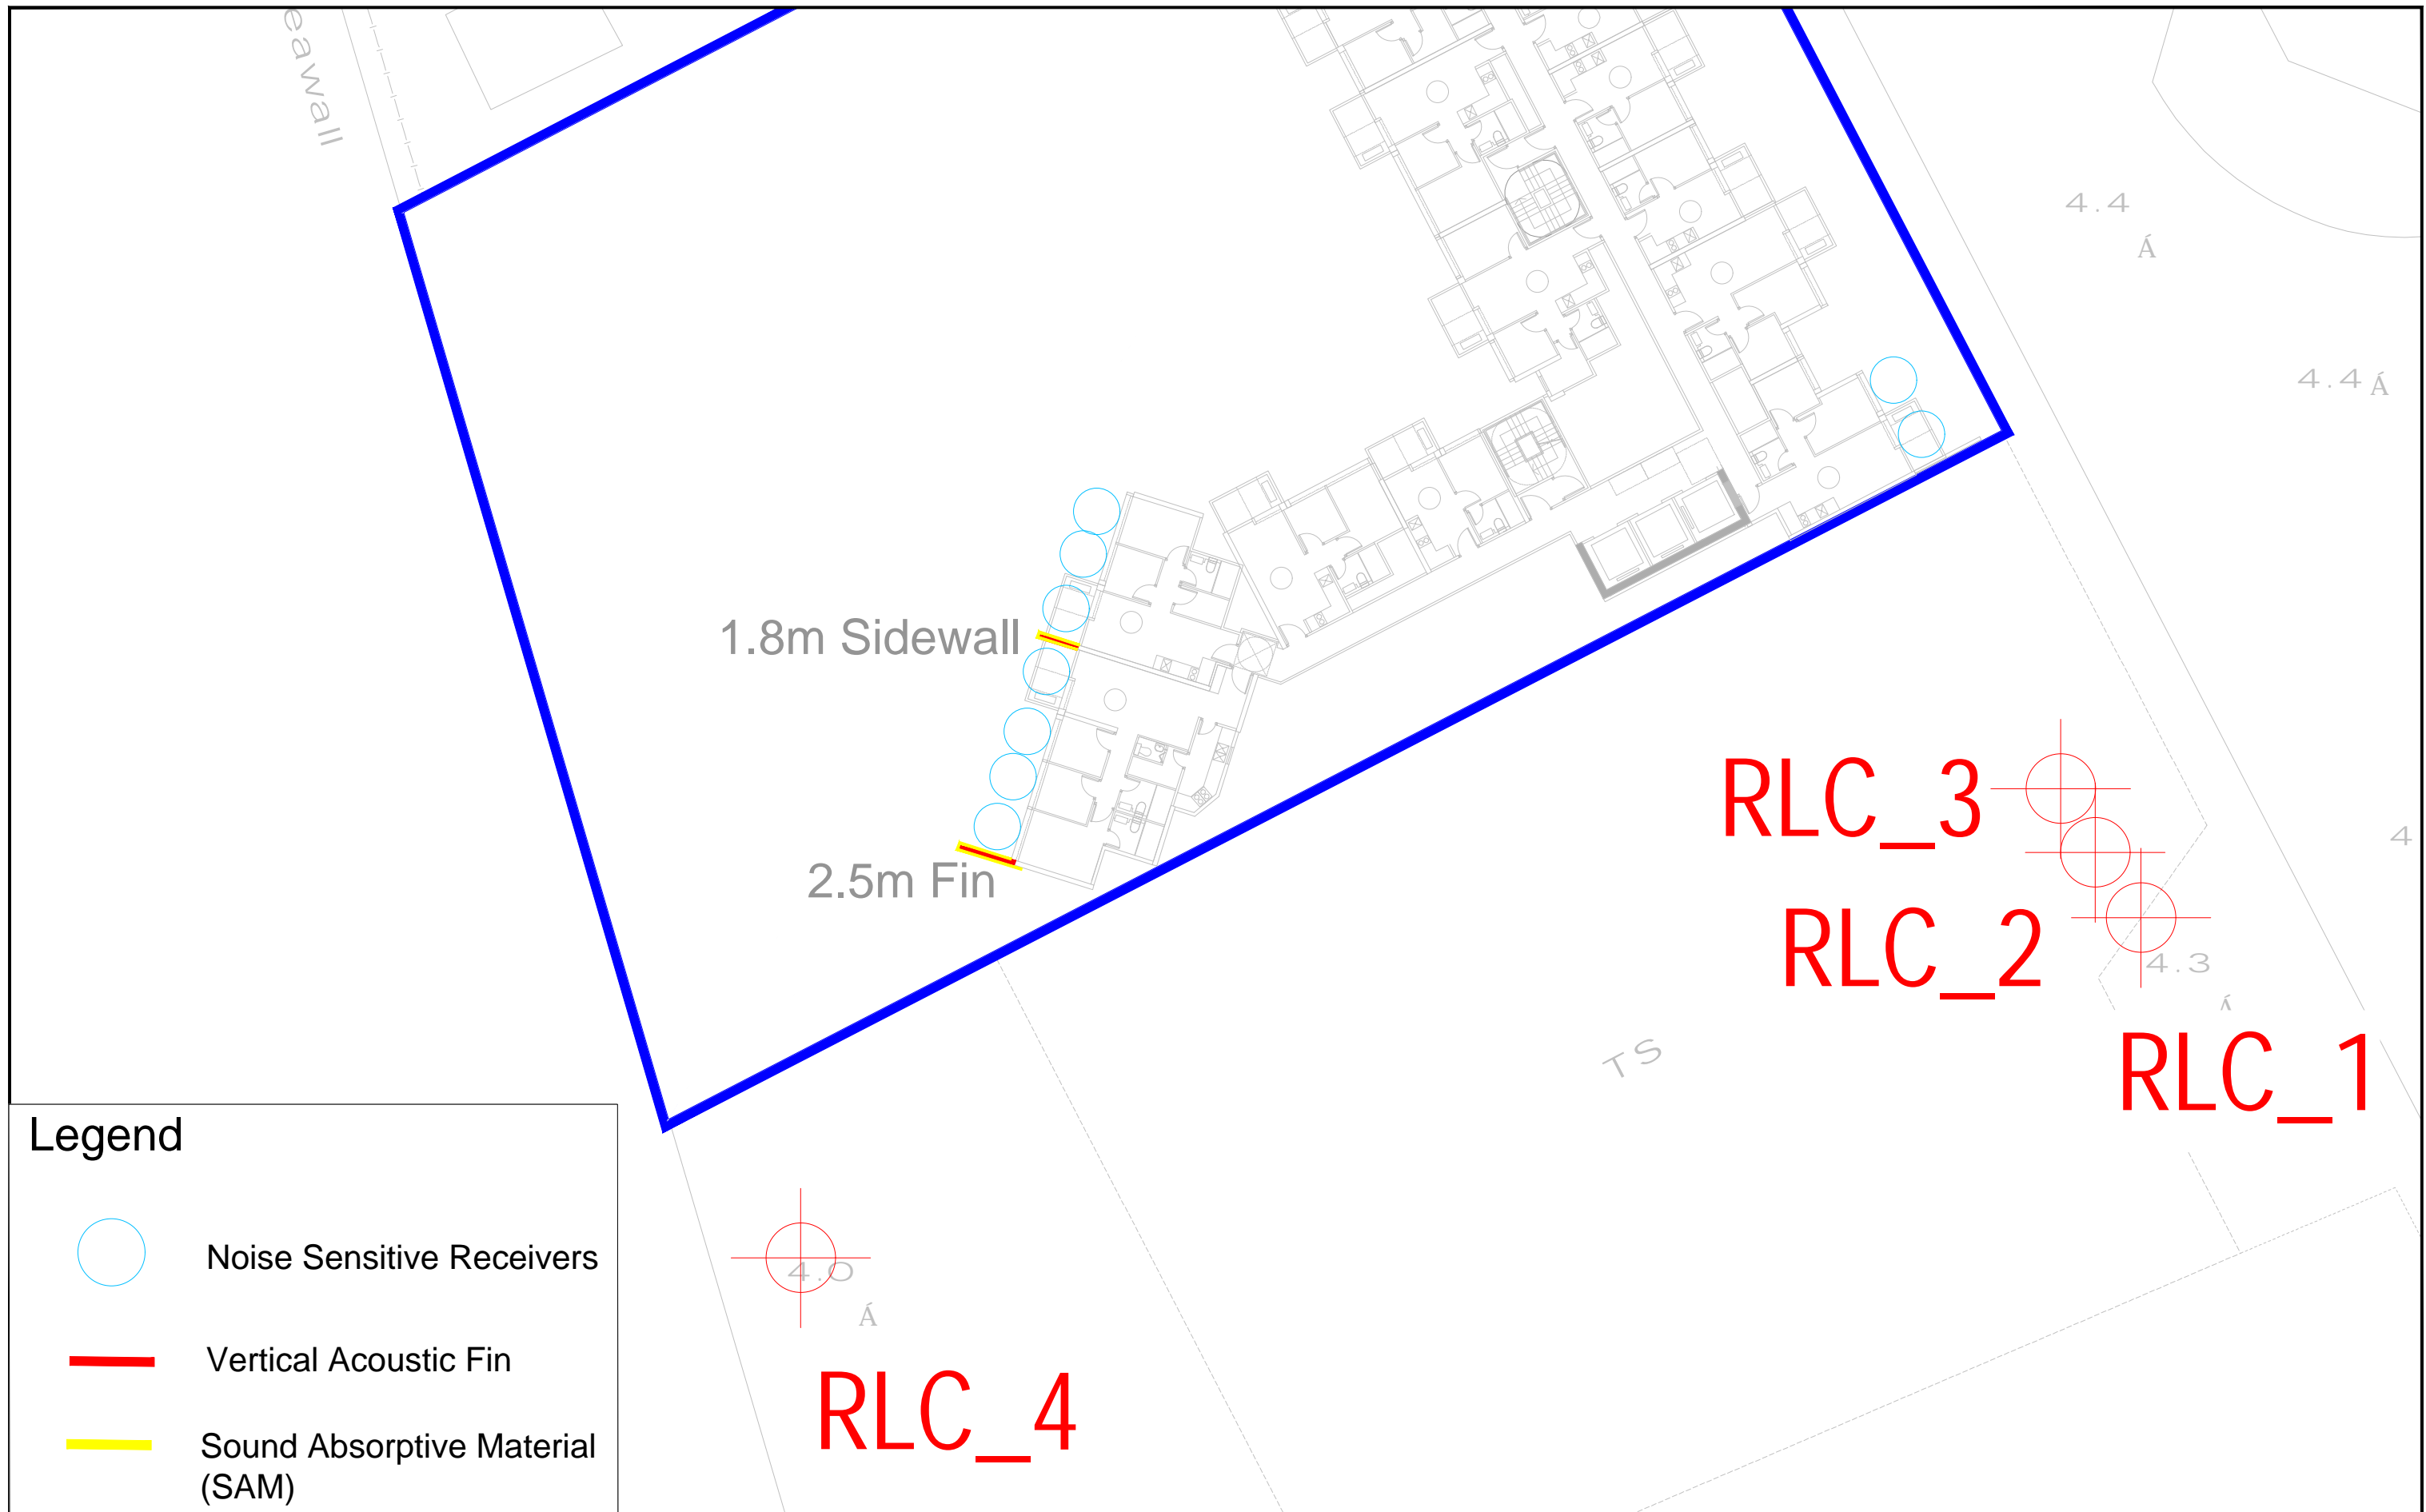 eawall
4.4
Á
4.4
Á
1.8m Sidewall
RLC_3
4
2.5m Fin
RLC_2
4.3
Á
TS
RLC_1
Legend
Noise Sensitive Receivers
4.0
Á
Vertical Acoustic Fin
RLC_4
Sound Absorptive Material
(SAM)